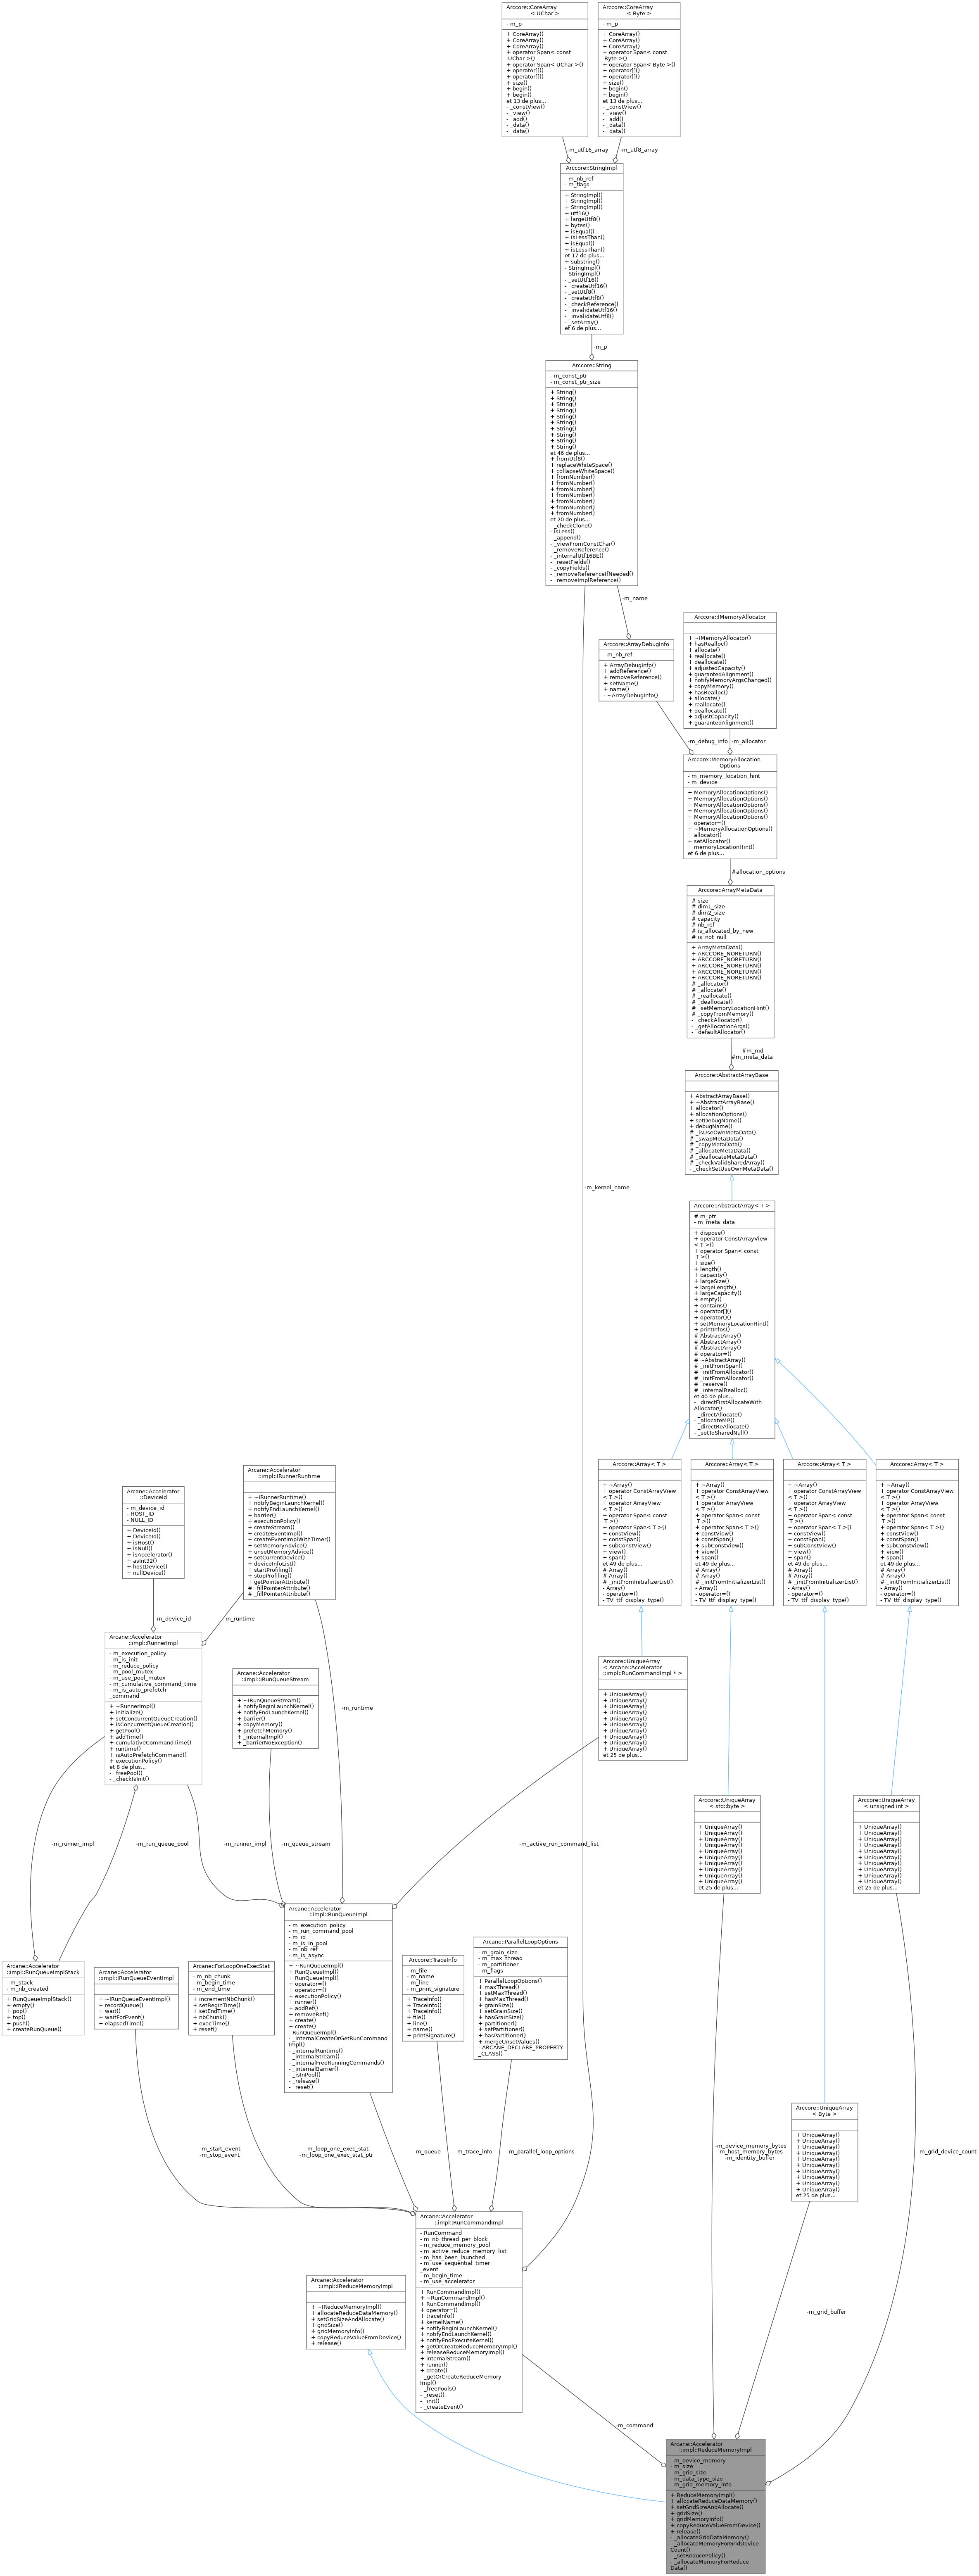 Arccore::CoreArray
< UChar >
- m_p
+ CoreArray()
+ CoreArray()
+ CoreArray()
+ operator Span< const
UChar >()
+ operator Span< UChar >()
+ operator[]()
+ operator[]()
+ size()
+ begin()
+ begin()
et 13 de plus...
- _constView()
- _view()
- _add()
- _data()
- _data()
Arccore::CoreArray
< Byte >
- m_p
+ CoreArray()
+ CoreArray()
+ CoreArray()
+ operator Span< const
Byte >()
+ operator Span< Byte >()
+ operator[]()
+ operator[]()
+ size()
+ begin()
+ begin()
et 13 de plus...
- _constView()
- _view()
- _add()
- _data()
- _data()
-m_utf16_array
-m_utf8_array
Arccore::StringImpl
- m_nb_ref
- m_flags
+ StringImpl()
+ StringImpl()
+ StringImpl()
+ utf16()
+ largeUtf8()
+ bytes()
+ isEqual()
+ isLessThan()
+ isEqual()
+ isLessThan()
et 17 de plus...
+ substring()
- StringImpl()
- StringImpl()
- _setUtf16()
- _createUtf16()
- _setUtf8()
- _createUtf8()
- _checkReference()
- _invalidateUtf16()
- _invalidateUtf8()
- _setArray()
et 6 de plus...
-m_p
Arccore::String
- m_const_ptr
- m_const_ptr_size
+ String()
+ String()
+ String()
+ String()
+ String()
+ String()
+ String()
+ String()
+ String()
+ String()
et 46 de plus...
+ fromUtf8()
+ replaceWhiteSpace()
+ collapseWhiteSpace()
+ fromNumber()
+ fromNumber()
+ fromNumber()
+ fromNumber()
+ fromNumber()
+ fromNumber()
+ fromNumber()
et 20 de plus...
- _checkClone()
- isLess()
- _append()
- _viewFromConstChar()
- _removeReference()
- _internalUtf16BE()
- _resetFields()
- _copyFields()
- _removeReferenceIfNeeded()
- _removeImplReference()
-m_name
Arccore::ArrayDebugInfo
- m_nb_ref
+ ArrayDebugInfo()
+ addReference()
+ removeReference()
+ setName()
+ name()
- ~ArrayDebugInfo()
Arccore::IMemoryAllocator
+ ~IMemoryAllocator()
+ hasRealloc()
+ allocate()
+ reallocate()
+ deallocate()
+ adjustedCapacity()
+ guarantedAlignment()
+ notifyMemoryArgsChanged()
+ copyMemory()
+ hasRealloc()
+ allocate()
+ reallocate()
+ deallocate()
+ adjustCapacity()
+ guarantedAlignment()
-m_debug_info
-m_allocator
Arccore::MemoryAllocation
Options
- m_memory_location_hint
- m_device
+ MemoryAllocationOptions()
+ MemoryAllocationOptions()
+ MemoryAllocationOptions()
+ MemoryAllocationOptions()
+ MemoryAllocationOptions()
+ operator=()
+ ~MemoryAllocationOptions()
+ allocator()
+ setAllocator()
+ memoryLocationHint()
et 6 de plus...
#allocation_options
Arccore::ArrayMetaData
# size
# dim1_size
# dim2_size
# capacity
# nb_ref
# is_allocated_by_new
# is_not_null
+ ArrayMetaData()
+ ARCCORE_NORETURN()
+ ARCCORE_NORETURN()
+ ARCCORE_NORETURN()
+ ARCCORE_NORETURN()
+ ARCCORE_NORETURN()
# _allocator()
# _allocate()
# _reallocate()
# _deallocate()
# _setMemoryLocationHint()
# _copyFromMemory()
- _checkAllocator()
- _getAllocationArgs()
- _defaultAllocator()
#m_md
#m_meta_data
Arccore::AbstractArrayBase
+ AbstractArrayBase()
+ ~AbstractArrayBase()
+ allocator()
+ allocationOptions()
+ setDebugName()
+ debugName()
# _isUseOwnMetaData()
# _swapMetaData()
# _copyMetaData()
# _allocateMetaData()
# _deallocateMetaData()
# _checkValidSharedArray()
- _checkSetUseOwnMetaData()
-m_kernel_name
Arccore::AbstractArray< T >
# m_ptr
- m_meta_data
+ dispose()
+ operator ConstArrayView
< T >()
+ operator Span< const
T >()
+ size()
+ length()
+ capacity()
+ largeSize()
+ largeLength()
+ largeCapacity()
+ empty()
+ contains()
+ operator[]()
+ operator()()
+ setMemoryLocationHint()
+ printInfos()
# AbstractArray()
# AbstractArray()
# AbstractArray()
# operator=()
# ~AbstractArray()
# _initFromSpan()
# _initFromAllocator()
# _initFromAllocator()
# _reserve()
# _internalRealloc()
et 40 de plus...
- _directFirstAllocateWith
Allocator()
- _directAllocate()
- _allocateMP()
- _directReAllocate()
- _setToSharedNull()
Arccore::Array< T >
+ ~Array()
+ operator ConstArrayView
< T >()
+ operator ArrayView
< T >()
+ operator Span< const
T >()
+ operator Span< T >()
+ constView()
+ constSpan()
+ subConstView()
+ view()
+ span()
et 49 de plus...
# Array()
# Array()
# _initFromInitializerList()
- Array()
- operator=()
- TV_ttf_display_type()
Arccore::Array< T >
+ ~Array()
+ operator ConstArrayView
< T >()
+ operator ArrayView
< T >()
+ operator Span< const
T >()
+ operator Span< T >()
+ constView()
+ constSpan()
+ subConstView()
+ view()
+ span()
et 49 de plus...
# Array()
# Array()
# _initFromInitializerList()
- Array()
- operator=()
- TV_ttf_display_type()
Arccore::Array< T >
+ ~Array()
+ operator ConstArrayView
< T >()
+ operator ArrayView
< T >()
+ operator Span< const
T >()
+ operator Span< T >()
+ constView()
+ constSpan()
+ subConstView()
+ view()
+ span()
et 49 de plus...
# Array()
# Array()
# _initFromInitializerList()
- Array()
- operator=()
- TV_ttf_display_type()
Arccore::Array< T >
+ ~Array()
+ operator ConstArrayView
< T >()
+ operator ArrayView
< T >()
+ operator Span< const
T >()
+ operator Span< T >()
+ constView()
+ constSpan()
+ subConstView()
+ view()
+ span()
et 49 de plus...
# Array()
# Array()
# _initFromInitializerList()
- Array()
- operator=()
- TV_ttf_display_type()
Arcane::Accelerator
::DeviceId
- m_device_id
- HOST_ID
- NULL_ID
+ DeviceId()
+ DeviceId()
+ isHost()
+ isNull()
+ isAccelerator()
+ asInt32()
+ hostDevice()
+ nullDevice()
Arcane::Accelerator
::impl::IRunnerRuntime
+ ~IRunnerRuntime()
+ notifyBeginLaunchKernel()
+ notifyEndLaunchKernel()
+ barrier()
+ executionPolicy()
+ createStream()
+ createEventImpl()
+ createEventImplWithTimer()
+ setMemoryAdvice()
+ unsetMemoryAdvice()
+ setCurrentDevice()
+ deviceInfoList()
+ startProfiling()
+ stopProfiling()
+ getPointerAttribute()
# _fillPointerAttribute()
# _fillPointerAttribute()
-m_device_id
-m_runtime
Arcane::Accelerator
::impl::RunnerImpl
- m_execution_policy
- m_is_init
- m_reduce_policy
- m_pool_mutex
- m_use_pool_mutex
- m_cumulative_command_time
- m_is_auto_prefetch
_command
+ ~RunnerImpl()
+ initialize()
+ setConcurrentQueueCreation()
+ isConcurrentQueueCreation()
+ getPool()
+ addTime()
+ cumulativeCommandTime()
+ runtime()
+ isAutoPrefetchCommand()
+ executionPolicy()
et 8 de plus...
- _freePool()
- _checkIsInit()
Arcane::Accelerator
::impl::IRunQueueStream
+ ~IRunQueueStream()
+ notifyBeginLaunchKernel()
+ notifyEndLaunchKernel()
+ barrier()
+ copyMemory()
+ prefetchMemory()
+ _internalImpl()
+ _barrierNoException()
-m_runtime
Arccore::UniqueArray
< Arcane::Accelerator
::impl::RunCommandImpl * >
+ UniqueArray()
+ UniqueArray()
+ UniqueArray()
+ UniqueArray()
+ UniqueArray()
+ UniqueArray()
+ UniqueArray()
+ UniqueArray()
+ UniqueArray()
+ UniqueArray()
et 25 de plus...
Arccore::UniqueArray
< std::byte >
+ UniqueArray()
+ UniqueArray()
+ UniqueArray()
+ UniqueArray()
+ UniqueArray()
+ UniqueArray()
+ UniqueArray()
+ UniqueArray()
+ UniqueArray()
+ UniqueArray()
et 25 de plus...
Arccore::UniqueArray
< unsigned int >
+ UniqueArray()
+ UniqueArray()
+ UniqueArray()
+ UniqueArray()
+ UniqueArray()
+ UniqueArray()
+ UniqueArray()
+ UniqueArray()
+ UniqueArray()
+ UniqueArray()
et 25 de plus...
-m_runner_impl
-m_run_queue_pool
-m_runner_impl
-m_queue_stream
-m_active_run_command_list
Arcane::Accelerator
::impl::RunQueueImplStack
- m_stack
- m_nb_created
+ RunQueueImplStack()
+ empty()
+ pop()
+ top()
+ push()
+ createRunQueue()
Arcane::Accelerator
::impl::IRunQueueEventImpl
+ ~IRunQueueEventImpl()
+ recordQueue()
+ wait()
+ waitForEvent()
+ elapsedTime()
Arcane::ForLoopOneExecStat
- m_nb_chunk
- m_begin_time
- m_end_time
+ incrementNbChunk()
+ setBeginTime()
+ setEndTime()
+ nbChunk()
+ execTime()
+ reset()
Arcane::Accelerator
::impl::RunQueueImpl
- m_execution_policy
- m_run_command_pool
- m_id
- m_is_in_pool
- m_nb_ref
- m_is_async
+ ~RunQueueImpl()
+ RunQueueImpl()
+ RunQueueImpl()
+ operator=()
+ operator=()
+ executionPolicy()
+ runner()
+ addRef()
+ removeRef()
+ create()
+ create()
- RunQueueImpl()
- _internalCreateOrGetRunCommand
Impl()
- _internalRuntime()
- _internalStream()
- _internalFreeRunningCommands()
- _internalBarrier()
- _isInPool()
- _release()
- _reset()
Arccore::TraceInfo
- m_file
- m_name
- m_line
- m_print_signature
+ TraceInfo()
+ TraceInfo()
+ TraceInfo()
+ file()
+ line()
+ name()
+ printSignature()
Arcane::ParallelLoopOptions
- m_grain_size
- m_max_thread
- m_partitioner
- m_flags
+ ParallelLoopOptions()
+ maxThread()
+ setMaxThread()
+ hasMaxThread()
+ grainSize()
+ setGrainSize()
+ hasGrainSize()
+ partitioner()
+ setPartitioner()
+ hasPartitioner()
+ mergeUnsetValues()
- ARCANE_DECLARE_PROPERTY
_CLASS()
Arccore::UniqueArray
< Byte >
+ UniqueArray()
+ UniqueArray()
+ UniqueArray()
+ UniqueArray()
+ UniqueArray()
+ UniqueArray()
+ UniqueArray()
+ UniqueArray()
+ UniqueArray()
+ UniqueArray()
et 25 de plus...
-m_start_event
-m_stop_event
-m_loop_one_exec_stat
-m_loop_one_exec_stat_ptr
-m_queue
-m_trace_info
-m_parallel_loop_options
-m_device_memory_bytes
-m_host_memory_bytes
-m_identity_buffer
-m_grid_device_count
Arcane::Accelerator
::impl::RunCommandImpl
- RunCommand
- m_nb_thread_per_block
- m_reduce_memory_pool
- m_active_reduce_memory_list
- m_has_been_launched
- m_use_sequential_timer
_event
- m_begin_time
- m_use_accelerator
+ RunCommandImpl()
+ ~RunCommandImpl()
+ RunCommandImpl()
+ operator=()
+ traceInfo()
+ kernelName()
+ notifyBeginLaunchKernel()
+ notifyEndLaunchKernel()
+ notifyEndExecuteKernel()
+ getOrCreateReduceMemoryImpl()
+ releaseReduceMemoryImpl()
+ internalStream()
+ runner()
+ create()
- _getOrCreateReduceMemory
Impl()
- _freePools()
- _reset()
- _init()
- _createEvent()
Arcane::Accelerator
::impl::IReduceMemoryImpl
+ ~IReduceMemoryImpl()
+ allocateReduceDataMemory()
+ setGridSizeAndAllocate()
+ gridSize()
+ gridMemoryInfo()
+ copyReduceValueFromDevice()
+ release()
-m_grid_buffer
-m_command
Arcane::Accelerator
::impl::ReduceMemoryImpl
- m_device_memory
- m_size
- m_grid_size
- m_data_type_size
- m_grid_memory_info
+ ReduceMemoryImpl()
+ allocateReduceDataMemory()
+ setGridSizeAndAllocate()
+ gridSize()
+ gridMemoryInfo()
+ copyReduceValueFromDevice()
+ release()
- _allocateGridDataMemory()
- _allocateMemoryForGridDevice
Count()
- _setReducePolicy()
- _allocateMemoryForReduce
Data()